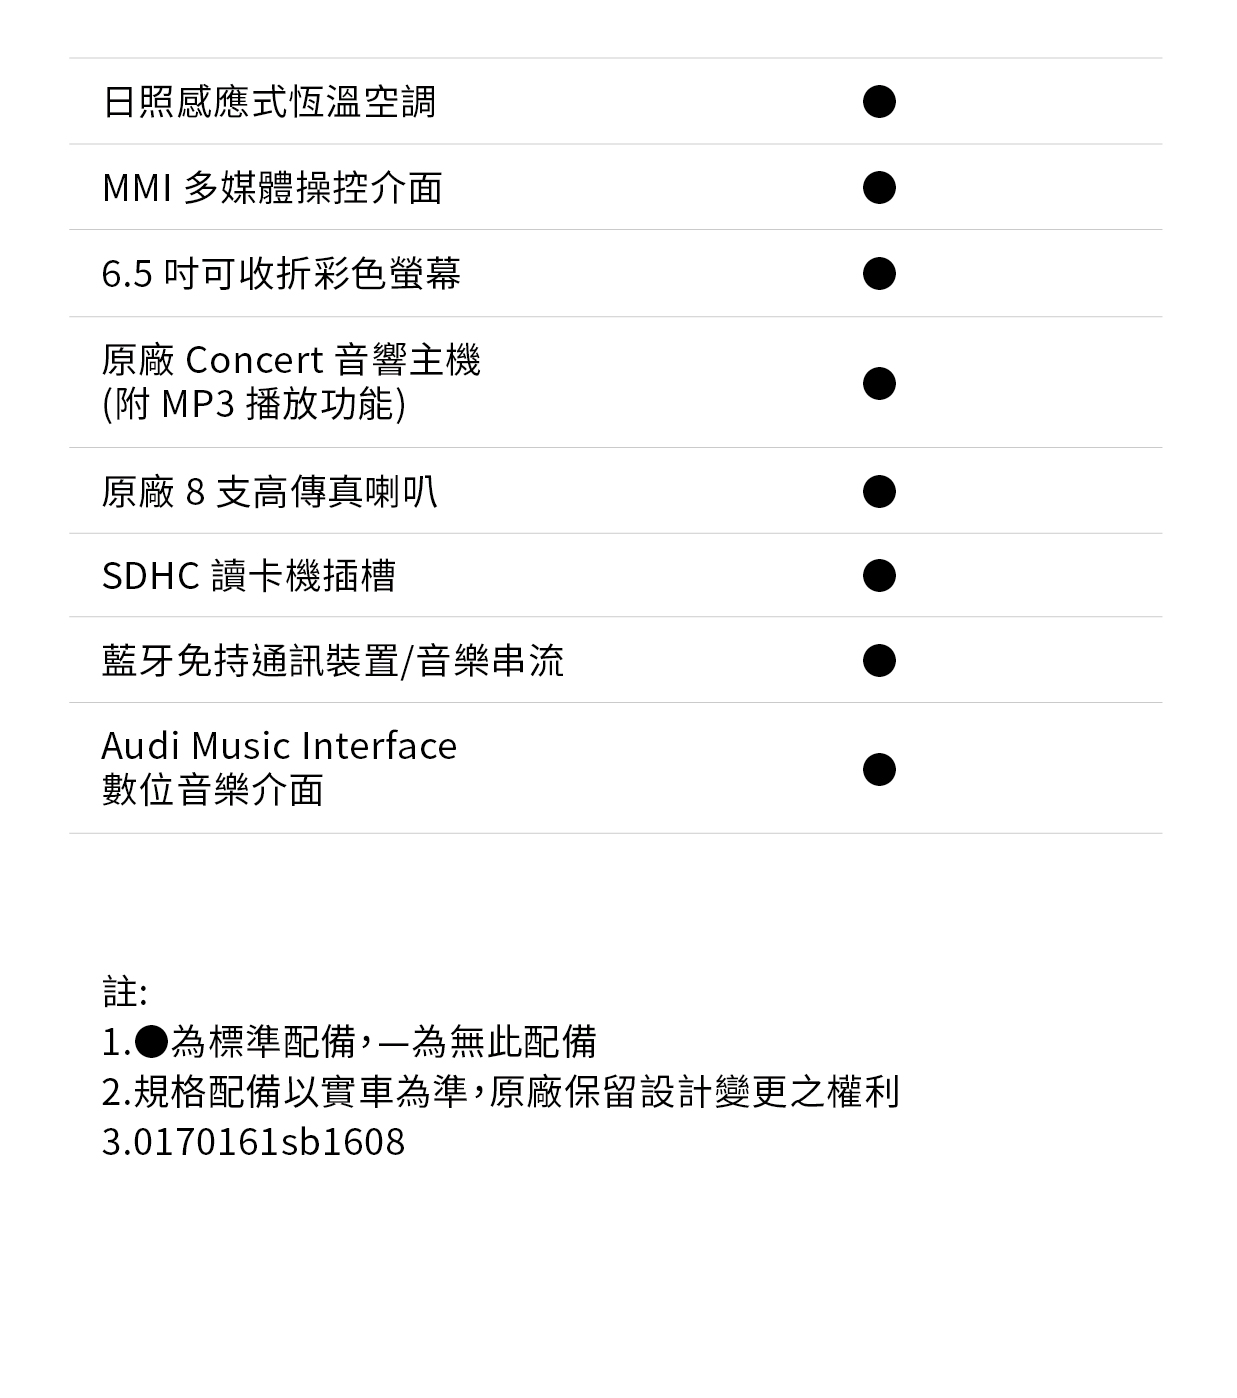 日照感應式恆溫空調 ●
MMI 多媒體操控介面 ●
6.5 吋可收折彩色螢幕 ●
原廠 Concert 音響主機
(附 MP3 播放功能) ●
原廠 8 支高傳真喇叭 ●
SDHC 讀卡機插槽 ●
藍牙免持通訊裝置/音樂串流 ●
Audi Music Interface
數位音樂介面 ●
註:
1.●為標準配備，—為無此配備
2.規格配備以實車為準，原廠保留設計變更之權利
3.0170161sb1608